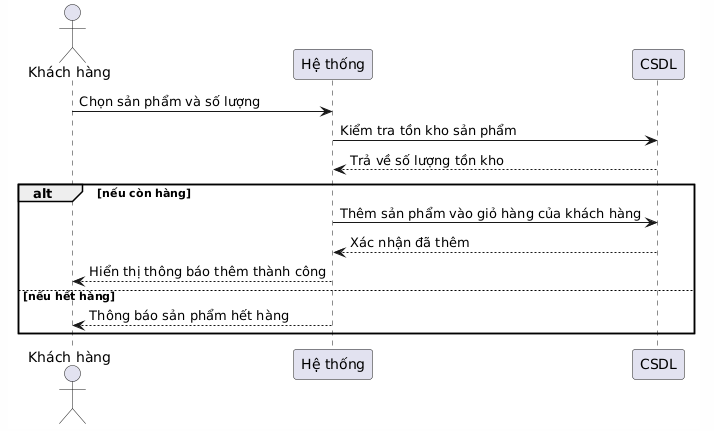 Khách hàng
Hệ thống
CSDL
Chọn sản phẩm và số lượng
Kiểm tra tồn kho sản phẩm
Trả về số lượng tồn kho
alt
[nếu còn hàng]
Thêm sản phẩm vào giỏ hàng của khách hàng
Xác nhận đã thêm
Hiển thị thông báo thêm thành công
[nếu hết hàng]
Thông báo sản phẩm hết hàng
Khách hàng
Hệ thống
CSDL